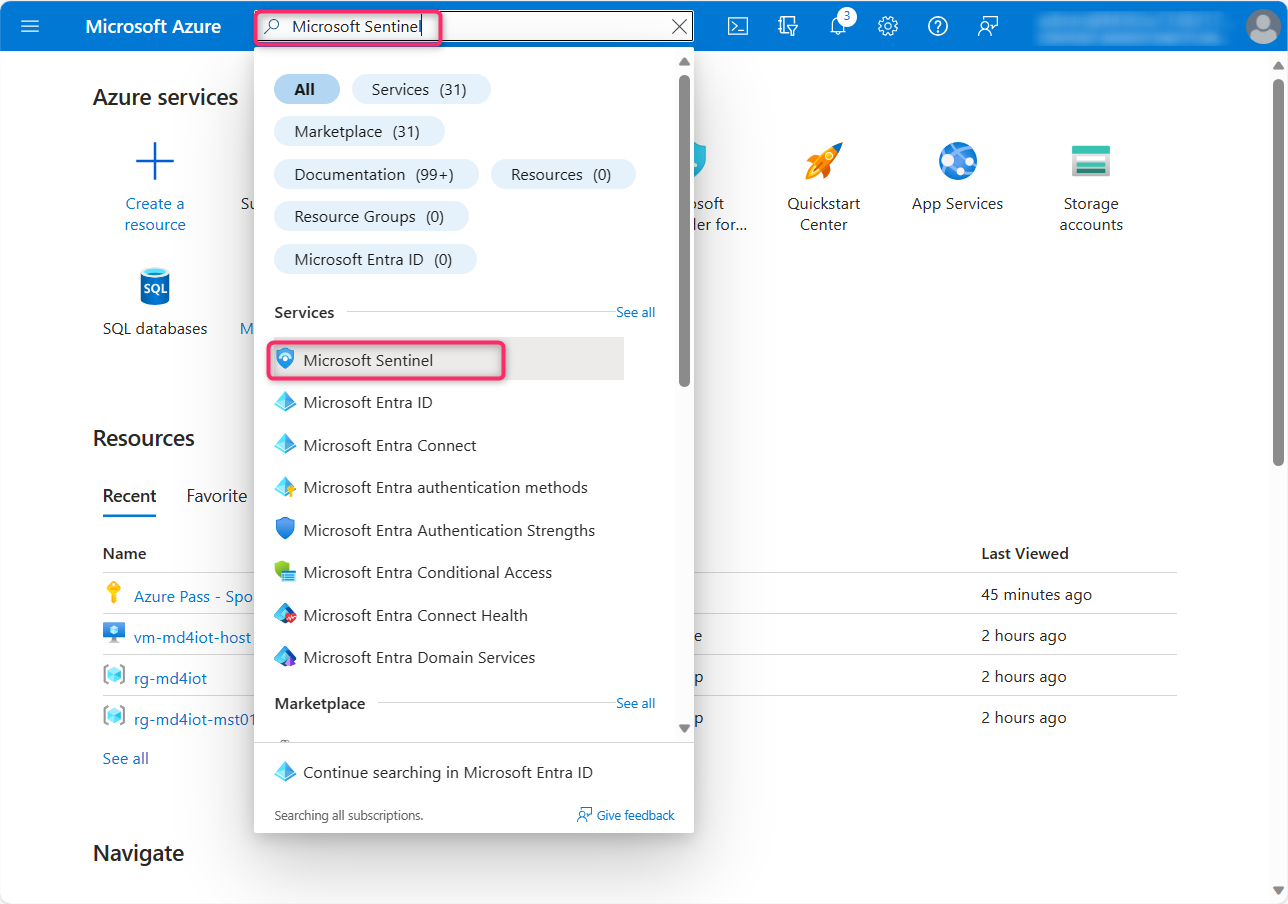 Microsoft Azure
Microsoft Sentinel
3
Azure services
All
Services (31)
Marketplace (31)
Documentation (99+)
Resources (0)
Resource Groups (0)
Microsoft Entra ID (0)
Create a
resource
Su
osoft
der for...
Quickstart
Center
App Services
Storage
accounts
SQL
SQL databases
M
Services
See all
Microsoft Sentinel
Microsoft Entra ID
Microsoft Entra Connect
Microsoft Entra authentication methods
Microsoft Entra Authentication Strengths
Microsoft Entra Conditional Access
Microsoft Entra Connect Health
Microsoft Entra Domain Services
Marketplace
See all
Continue searching in Microsoft Entra ID
Searching all subscriptions.
Give feedback
Resources
Recent
Favorite
Name
Last Viewed
Azure Pass - Spo
45 minutes ago
vm-md4iot-host
e
2 hours ago
rg-md4iot
p
2 hours ago
rg-md4iot-mst01
p
2 hours ago
See all
Navigate